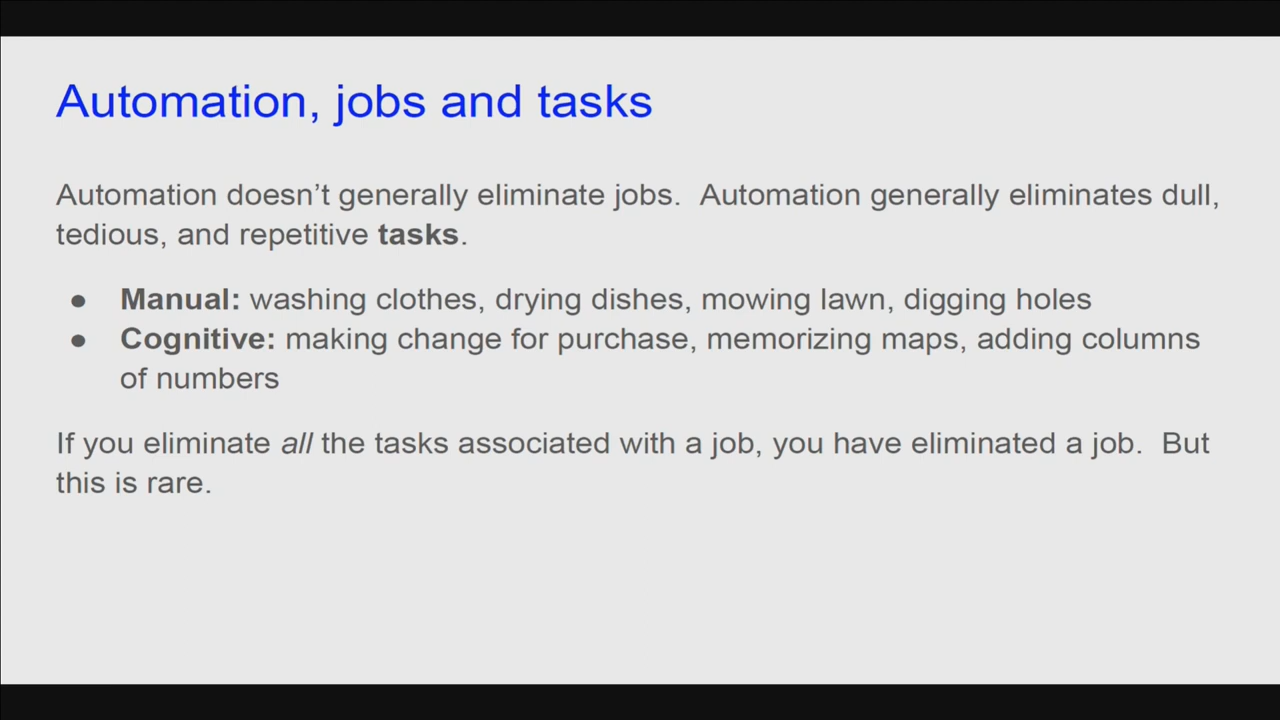 Automation, jobs and tasks
Automation doesn’t generally eliminate jobs.  Automation generally eliminates dull,
tedious, and repetitive tasks.
● Manual: washing clothes, drying dishes, mowing lawn, digging holes
● Cognitive: making change for purchase, memorizing maps, adding columns
of numbers
If you eliminate all the tasks associated with a job, you have eliminated a job.  But
this is rare.